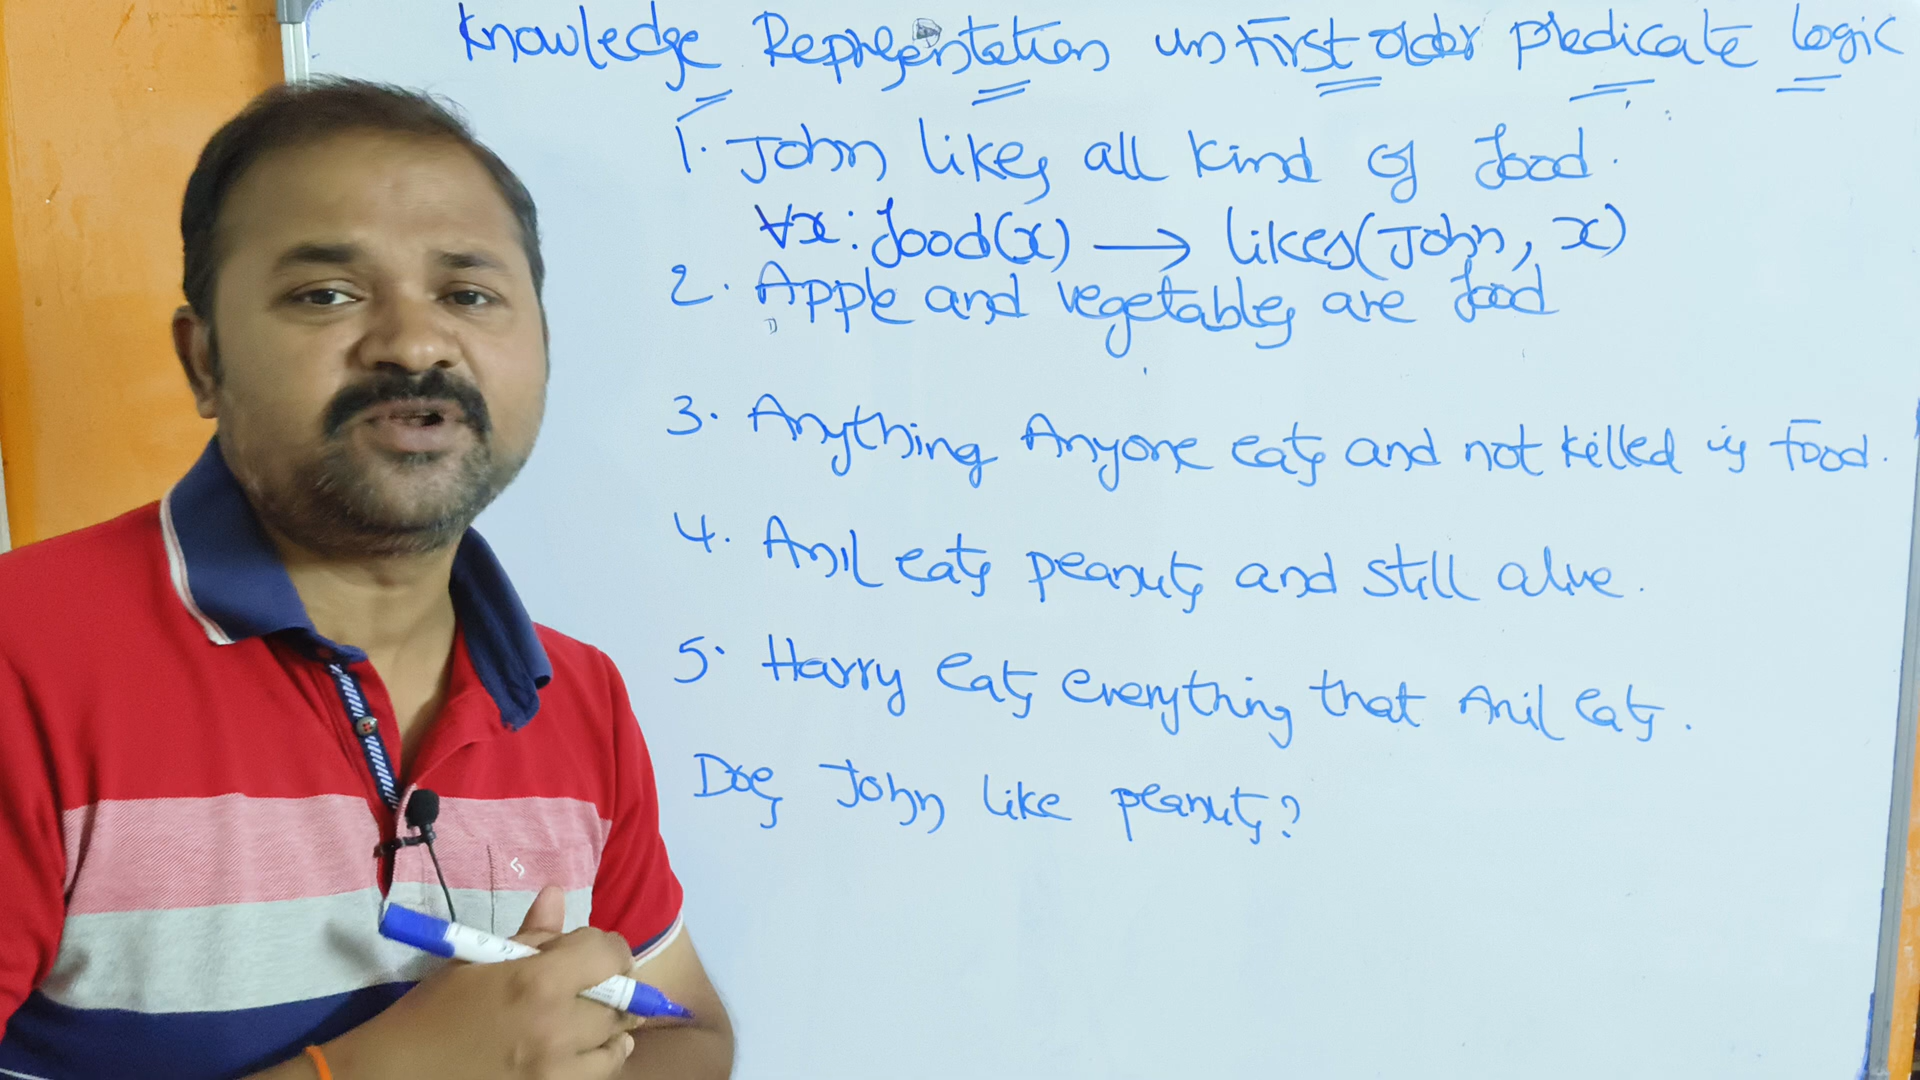 Knowledge Representation in First order predicate logic
1. John likes all kind of food.
∀x: food(x) → likes(John, x)
2. Apple and vegetables are food
3. Anything Anyone eats and not killed is food.
4. Anil eats peanuts and still alive.
5. Harry eats everything that Anil eats.
Does John like peanuts?